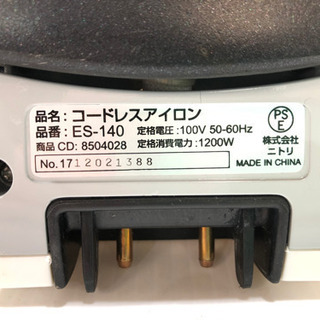 品名：コードレスアイロン
品番：ES-140 定格電圧：100V 50-60Hz
商品 CD：8504028 定格消費電力：1200W
No.1712021388
PS
E
株式会社
ニトリ
MADE IN CHINA